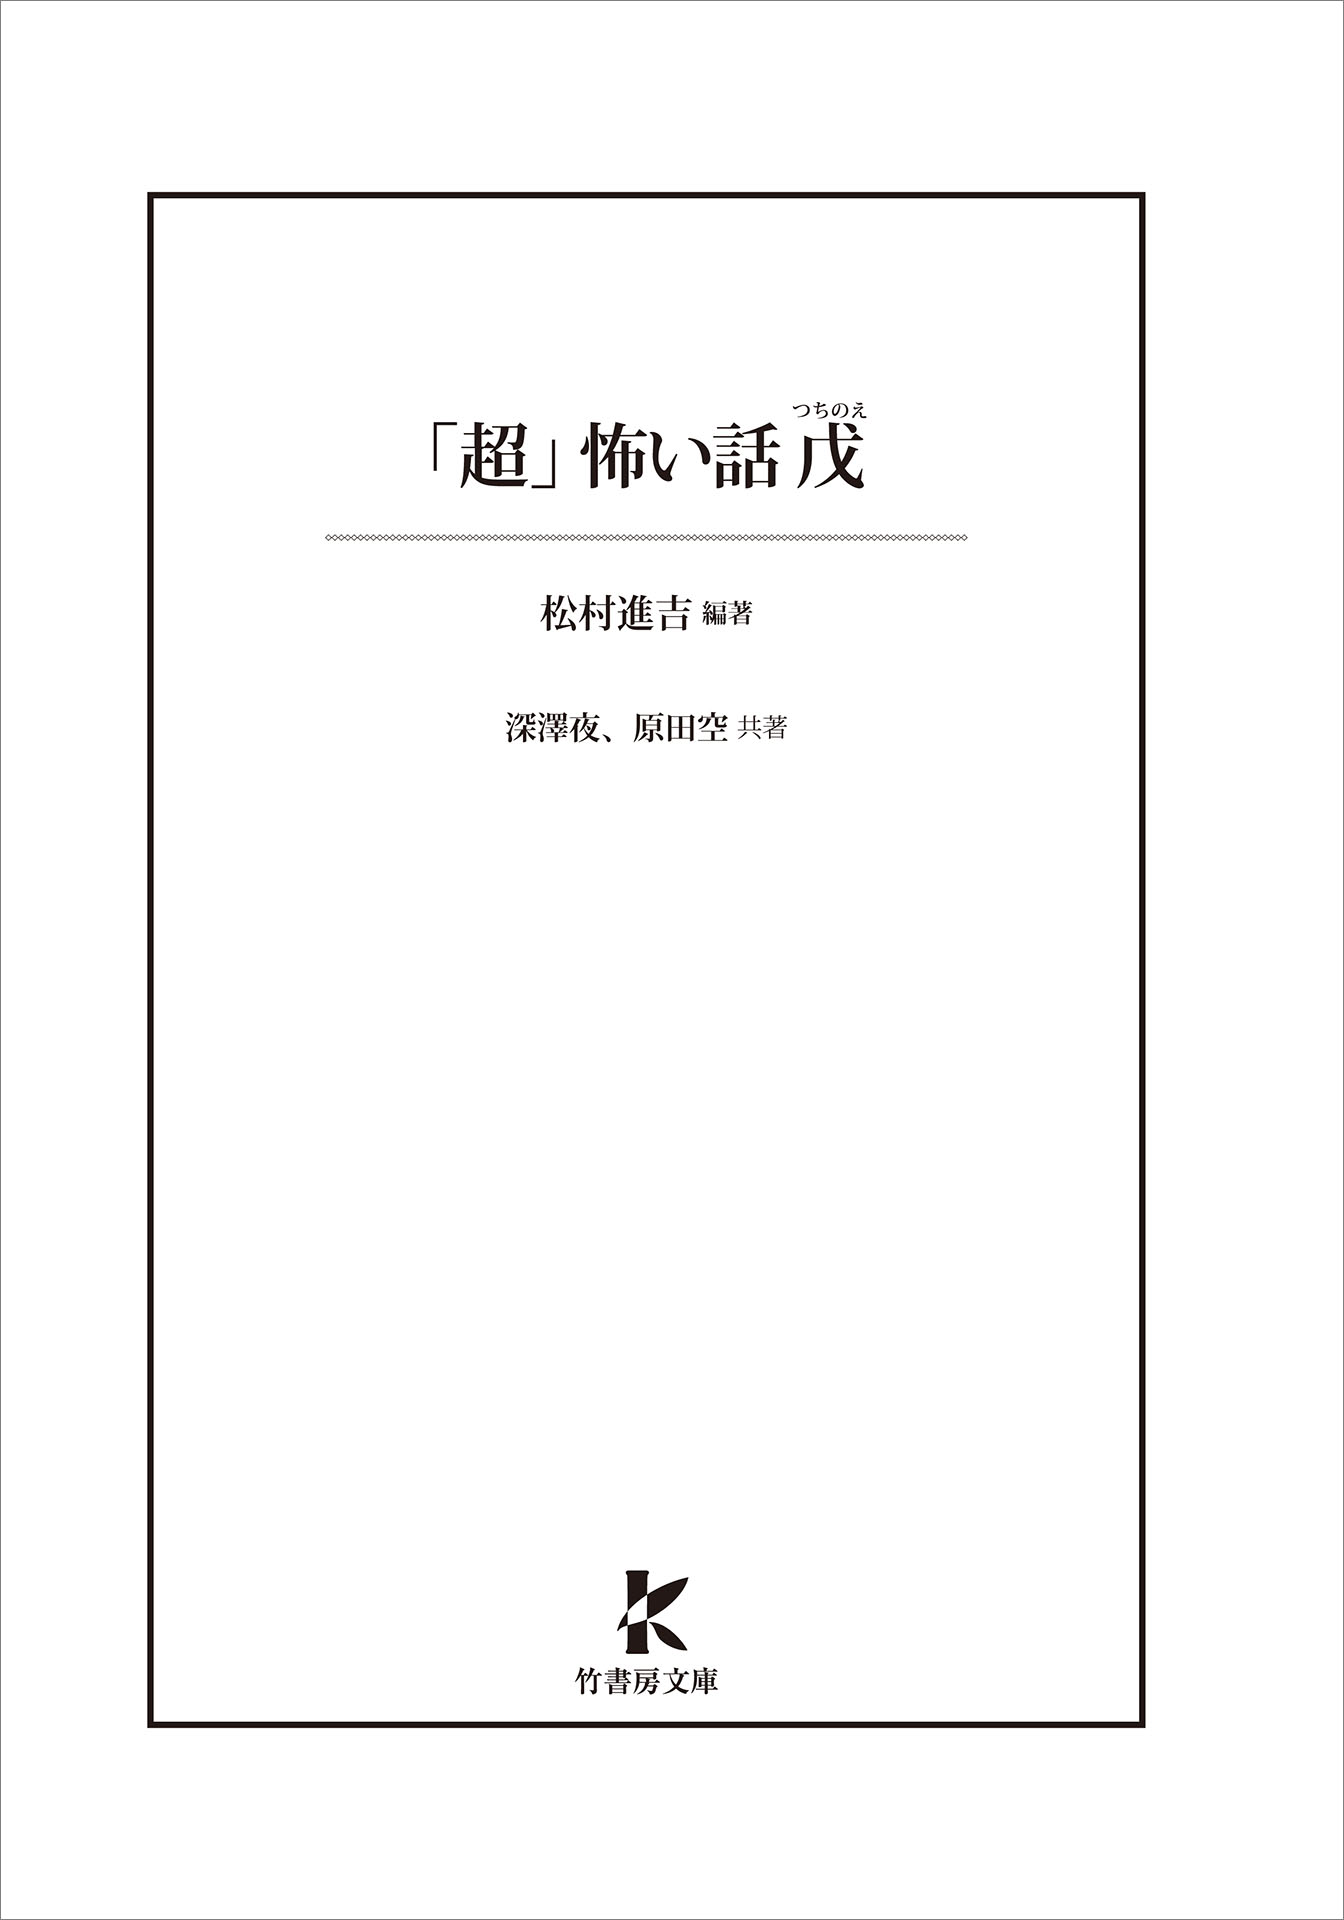 つちのえ
「超」怖い話 戊
松村進吉 編著
深澤夜、原田空 共著
竹書房文庫